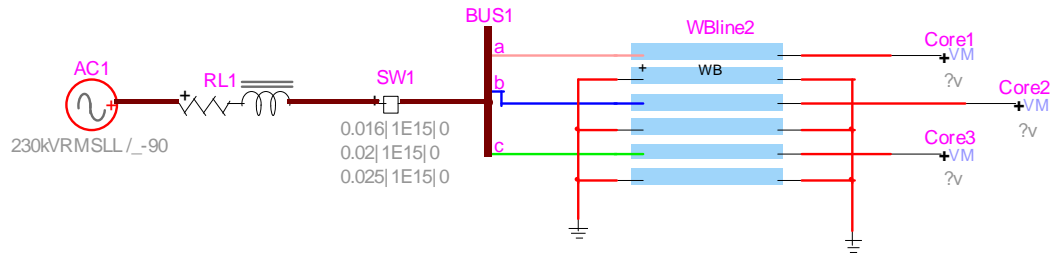 BUS1
WBline2
a
Core1
+VM
?v
AC1
RL1
SW1
+
WB
b
Core2
+VM
?v
+
+
+
230kVRMSLL /_-90
0.016|1E15|0
0.02|1E15|0
0.025|1E15|0
c
Core3
+VM
?v